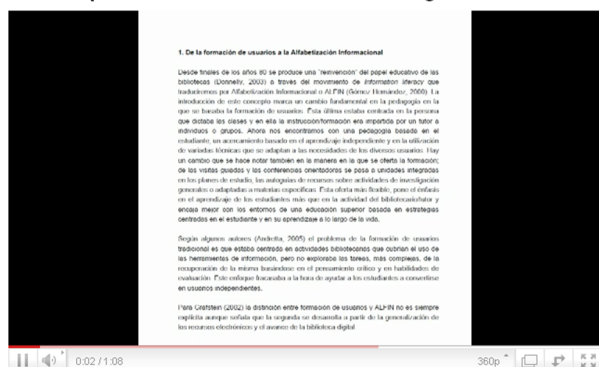 1. De la formación de usuarios a la Alfabetización Informacional
Desde finales de los años 80 se produce una "reinvención" del papel educativo de las
bibliotecas (Donnelly, 2003) a través del movimiento de Information literacy que
traduciremos por Alfabetización Informacional o ALFIN (Gómez Hernández, 2000). La
introducción de este concepto marca un cambio fundamental en la pedagogía en la
que se basaba la formación de usuarios. Esta última estaba centrada en la persona
que dictaba las clases y en ella la instrucción/formación era impartida por un tutor a
individuos o grupos. Ahora nos encontramos con una pedagogía basada en el
estudiante, un acercamiento basado en el aprendizaje independiente y en la utilización
de variadas técnicas que se adaptan a las necesidades de los diversos usuarios. Hay
un cambio que se hace notar también en la manera en la que se oferta la formación;
de las visitas guiadas y las conferencias orientadoras se pasa a unidades integradas
en los planes de estudio, las autoguías de recursos sobre actividades de investigación
generales o adaptadas a materias específicas. Esta oferta más flexible, pone el énfasis
en el aprendizaje de los estudiantes más que en la actividad del bibliotecario/tutor y
encaja mejor con los entornos de una educación superior basada en estrategias
centradas en el estudiante y en su aprendizaje a lo largo de la vida.
Según algunos autores (Andretta, 2005) el problema de la formación de usuarios
tradicional es que estaba centrada en actividades bibliotecarias que cubrían el uso de
las herramientas de información, pero no exploraba las tareas, más complejas, de la
recuperación de la misma basándose en el pensamiento crítico y en habilidades de
evaluación. Este enfoque fracasaba a la hora de ayudar a los estudiantes a convertirse
en usuarios independientes.
Para Grafstein (2002) la distinción entre formación de usuarios y ALFIN no es siempre
explícita aunque señala que la segunda se desarrolla a partir de la generalización de
los recursos electrónicos y el avance de la biblioteca digital
0:02 / 1:08 360p